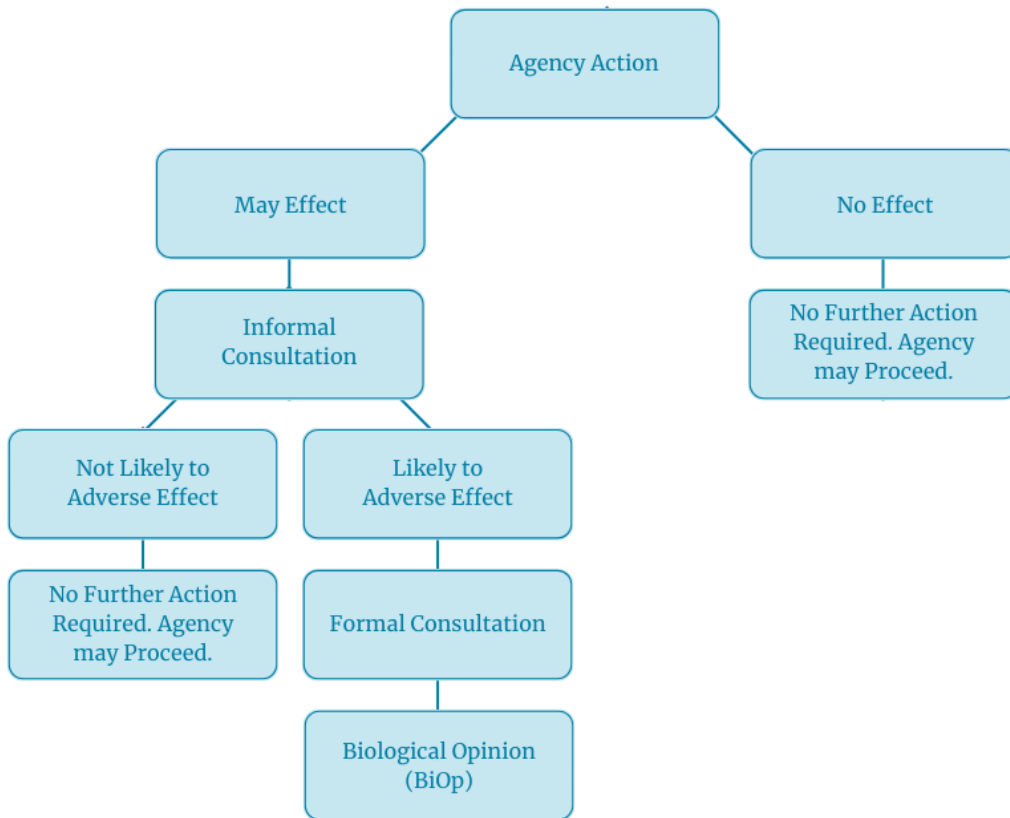 Agency Action
May Effect
No Effect
Informal
Consultation
No Further Action
Required. Agency
may Proceed.
Not Likely to
Adverse Effect
Likely to
Adverse Effect
No Further Action
Required. Agency
may Proceed.
Formal Consultation
Biological Opinion
(BiOp)